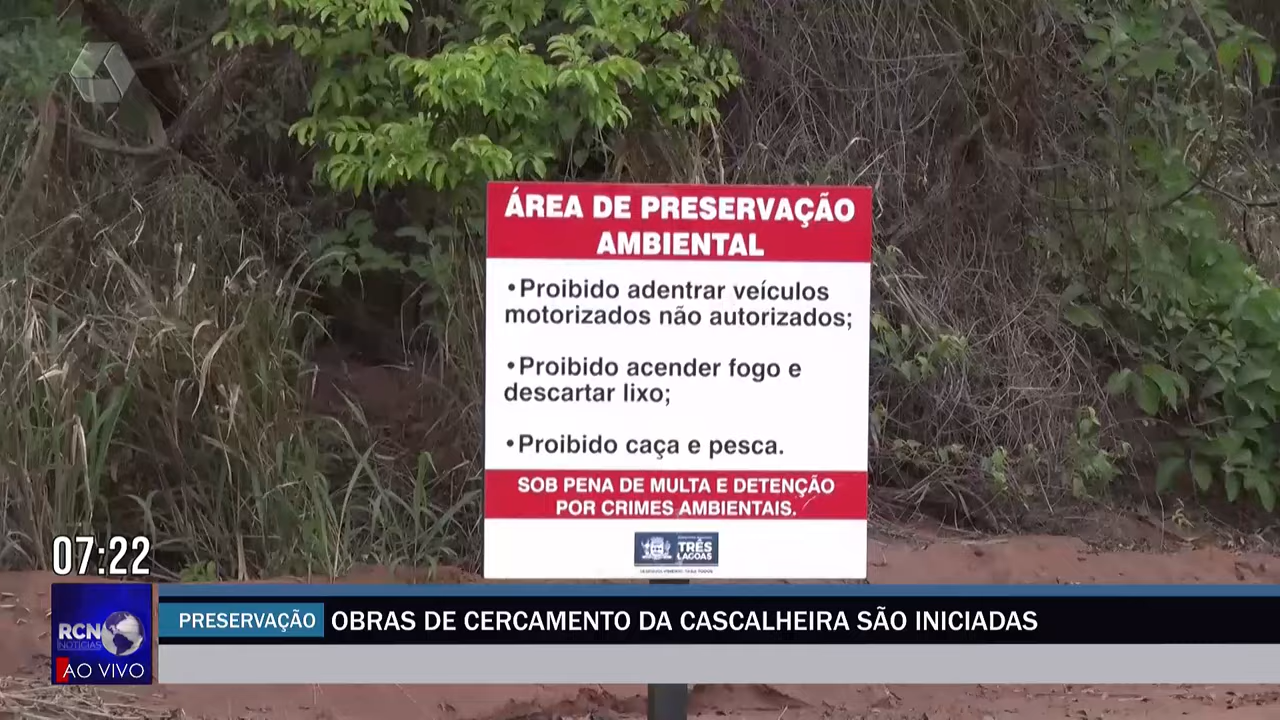 ÁREA DE PRESERVAÇÃO
AMBIENTAL
•Proibido adentrar veículos
motorizados não autorizados;
•Proibido acender fogo e
descartar lixo;
•Proibido caça e pesca.
SOB PENA DE MULTA E DETENÇÃO
POR CRIMES AMBIENTAIS.
TRÊS
LAGOAS
07:22
PRESERVAÇÃO OBRAS DE CERCAMENTO DA CASCALHEIRA SÃO INICIADAS
RCN
NOTÍCIAS
AO VIVO